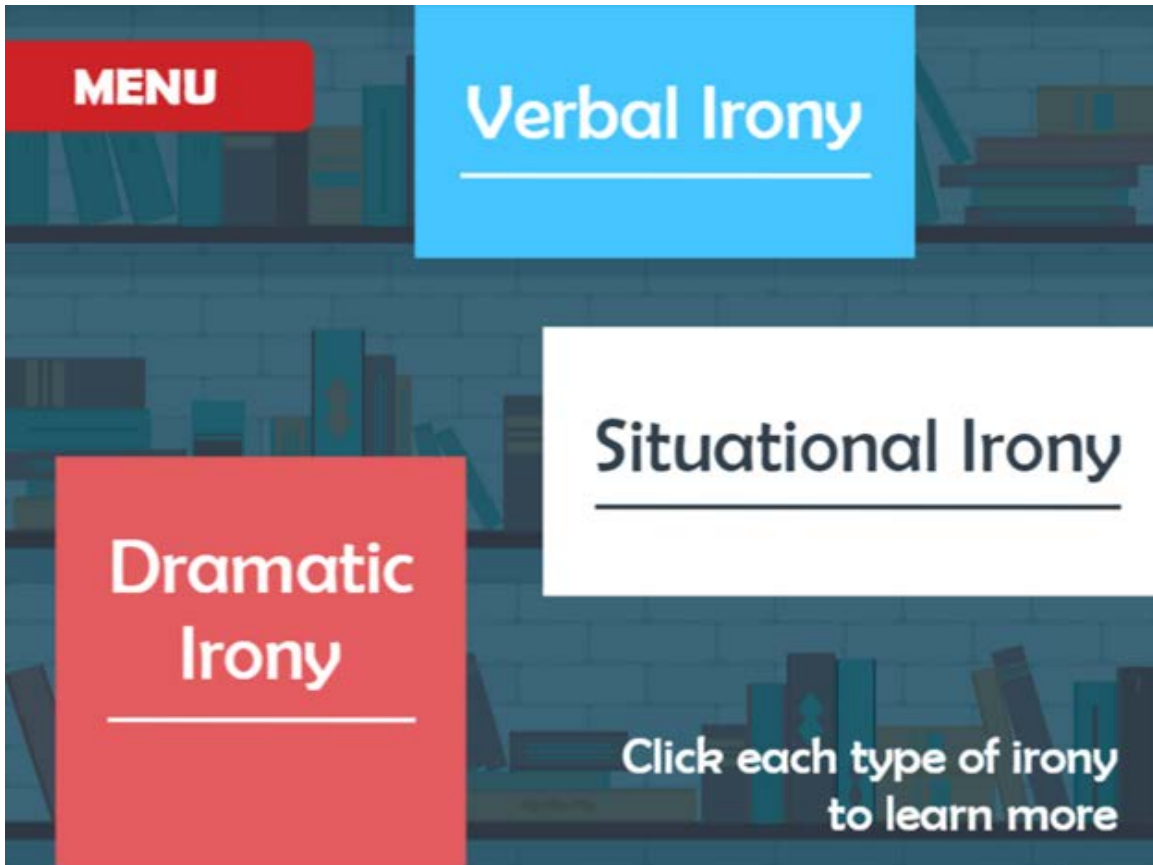 MENU
Verbal Irony
Situational Irony
Dramatic
Irony
Click each type of irony
to learn more